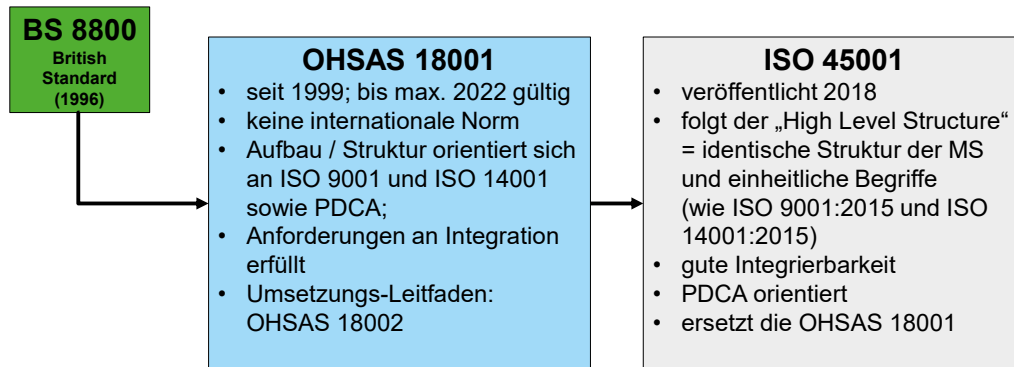 BS 8800
British
Standard
(1996)
OHSAS 18001
• seit 1999; bis max. 2022 gültig
• keine internationale Norm
• Aufbau / Struktur orientiert sich
an ISO 9001 und ISO 14001
sowie PDCA;
• Anforderungen an Integration
erfüllt
• Umsetzungs-Leitfaden:
OHSAS 18002
ISO 45001
• veröffentlicht 2018
• folgt der „High Level Structure“
= identische Struktur der MS
und einheitliche Begriffe
(wie ISO 9001:2015 und ISO
14001:2015)
• gute Integrierbarkeit
• PDCA orientiert
• ersetzt die OHSAS 18001